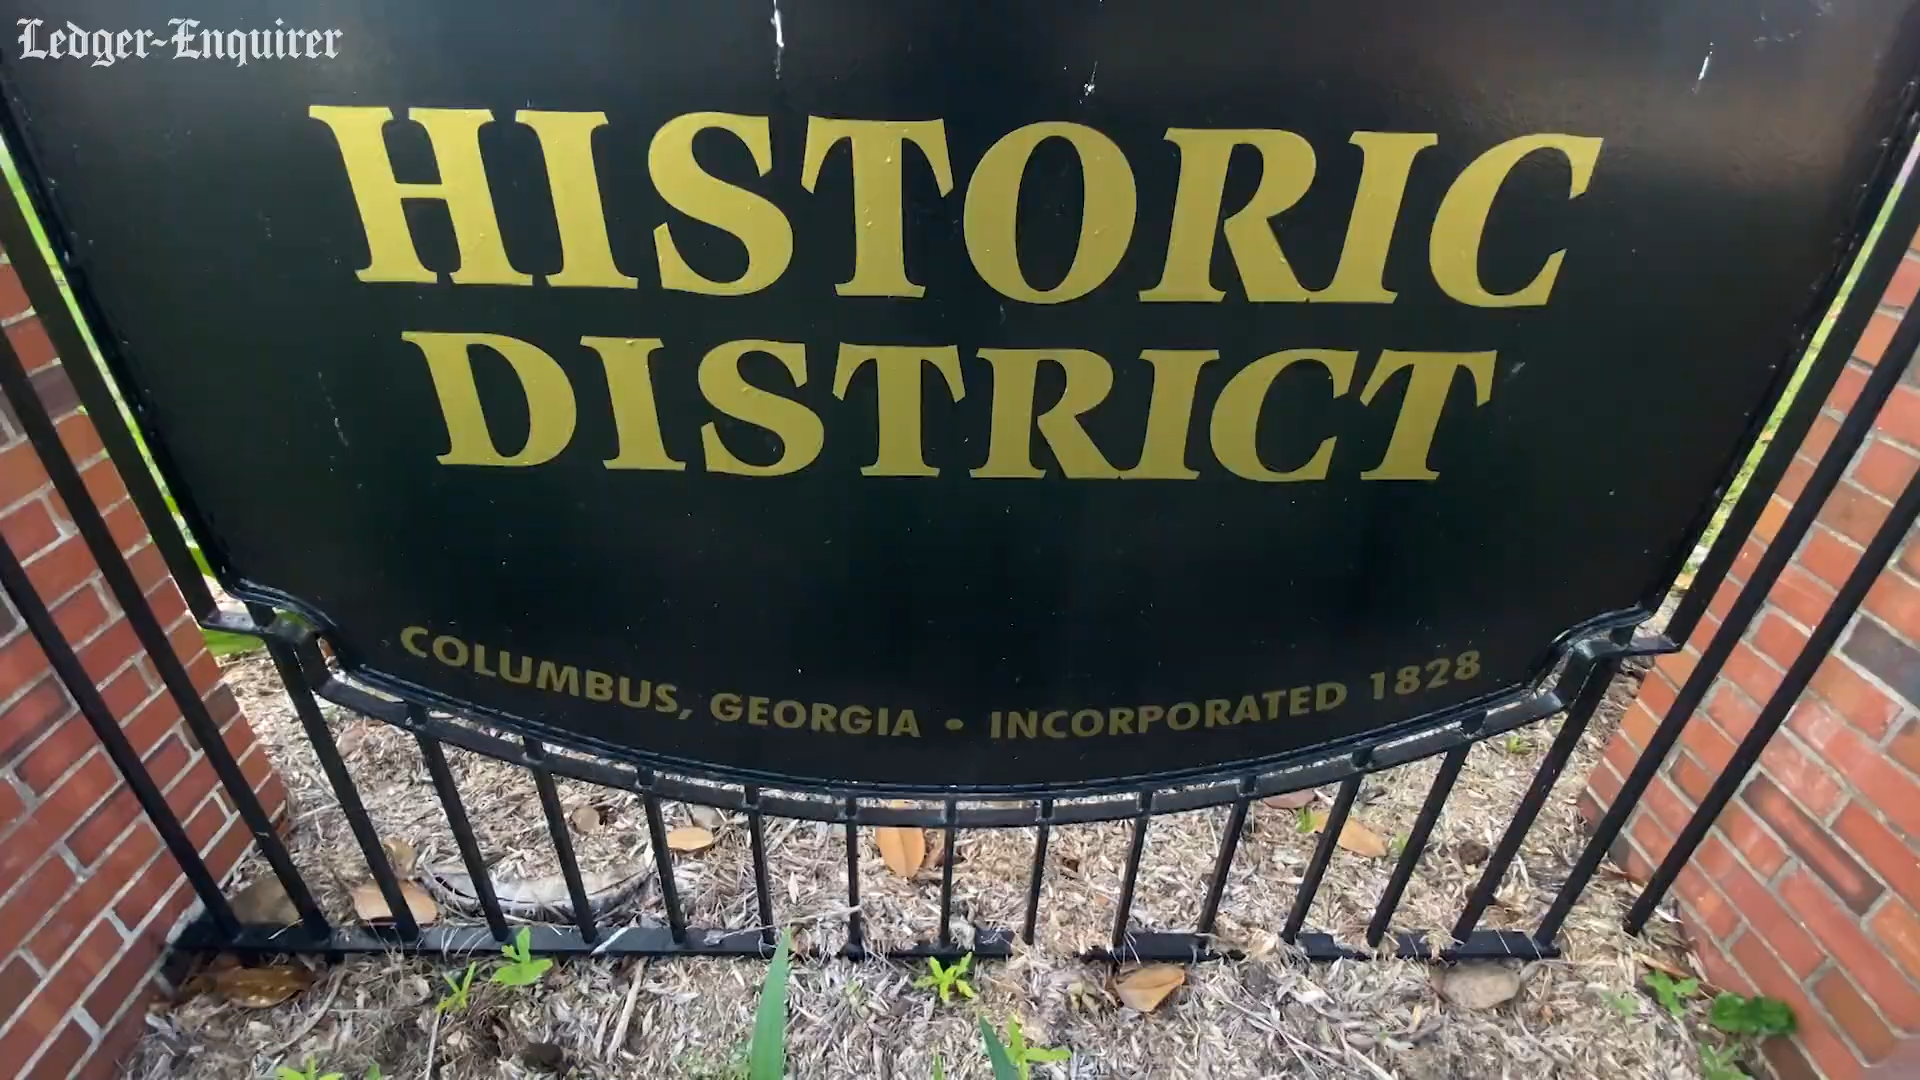 Ledger-Enquirer
HISTORIC
DISTRICT
COLUMBUS, GEORGIA • INCORPORATED 1828